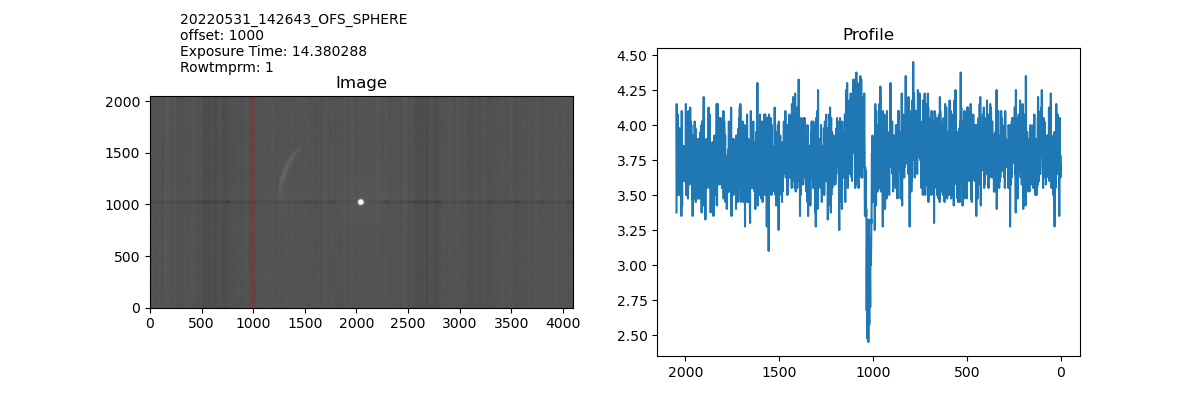 20220531_142643_OFS_SPHERE
offset: 1000
Exposure Time: 14.380288
Rowtmprm: 1
Image
2000
1500
1000
500
0
0 500 1000 1500 2000 2500 3000 3500 4000
Profile
4.50
4.25
4.00
3.75
3.50
3.25
3.00
2.75
2.50
2000 1500 1000 500 0